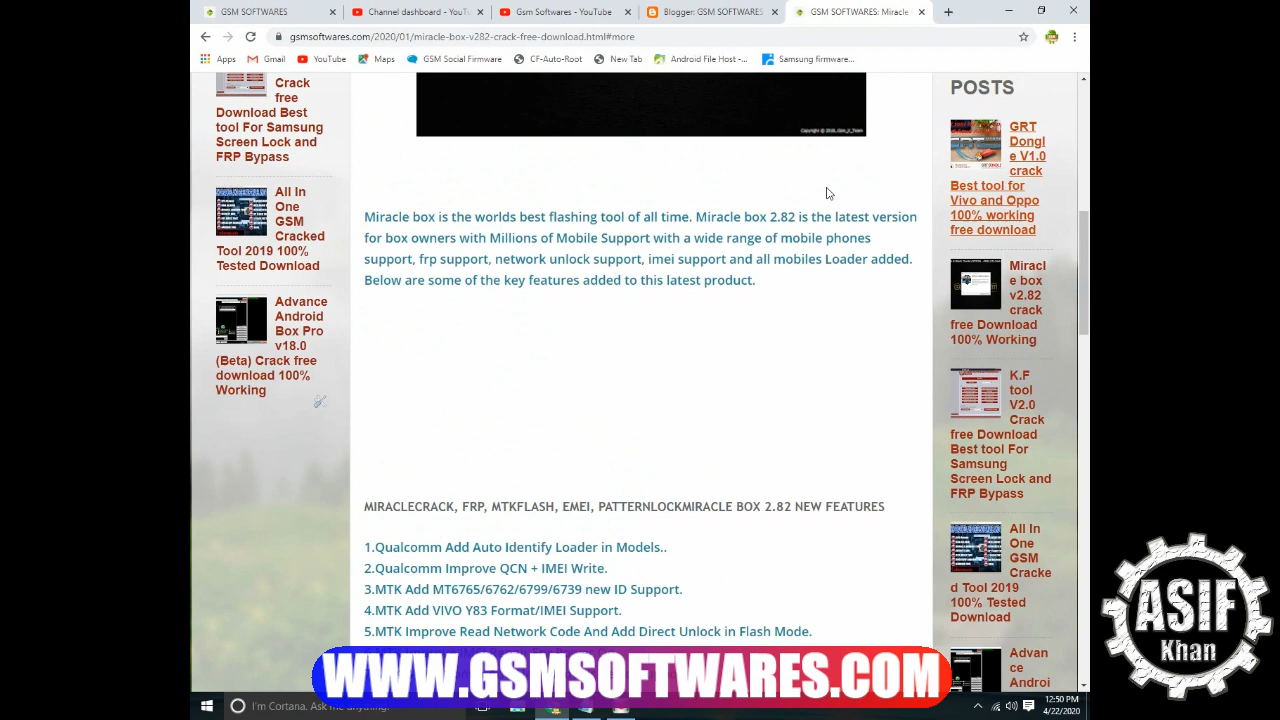 GSM SOFTWARES
Channel dashboard - YouTu
Gsm Softwares - YouTube
Blogger: GSM SOFTWARES
GSM SOFTWARES: Miracle
gsmsoftwares.com/2020/01/miracle-box-v282-crack-free-download.html#more
Apps
Gmail
YouTube
Maps
GSM Social Firmware
CF-Auto-Root
New Tab
Android File Host -...
Samsung firmware...
Crack
free
Download Best
tool For Samsung
Screen Lock and
FRP Bypass
All In
One
GSM
Cracked
Tool 2019 100%
Tested Download
Advance
Android
Box Pro
v18.0
(Beta) Crack free
download 100%
Working
Miracle box is the worlds best flashing tool of all time. Miracle box 2.82 is the latest version
for box owners with Millions of Mobile Support with a wide range of mobile phones
support, frp support, network unlock support, imei support and all mobiles Loader added.
Below are some of the key features added to this latest product.
MIRACLECRACK, FRP, MTKFLASH, EMEI, PATTERNLOCKMIRACLE BOX 2.82 NEW FEATURES
1.Qualcomm Add Auto Identify Loader in Models..
2.Qualcomm Improve QCN + IMEI Write.
3.MTK Add MT6765/6762/6799/6739 new ID Support.
4.MTK Add VIVO Y83 Format/IMEI Support.
5.MTK Improve Read Network Code And Add Direct Unlock in Flash Mode.
POSTS
GRT
Dongl
e V1.0
crack
Best tool for
Vivo and Oppo
100% working
free download
Miracl
e box
v2.82
crack
free Download
100% Working
K.F
tool
V2.0
Crack
free Download
Best tool For
Samsung
Screen Lock and
FRP Bypass
All In
One
GSM
Cracke
d Tool 2019
100% Tested
Download
Advan
ce
Androi
WWW.GSMSOFTWARES.COM
ASIF
Khan
I'm Cortana. Ask me anything.
12:50 PM
4/22/2020